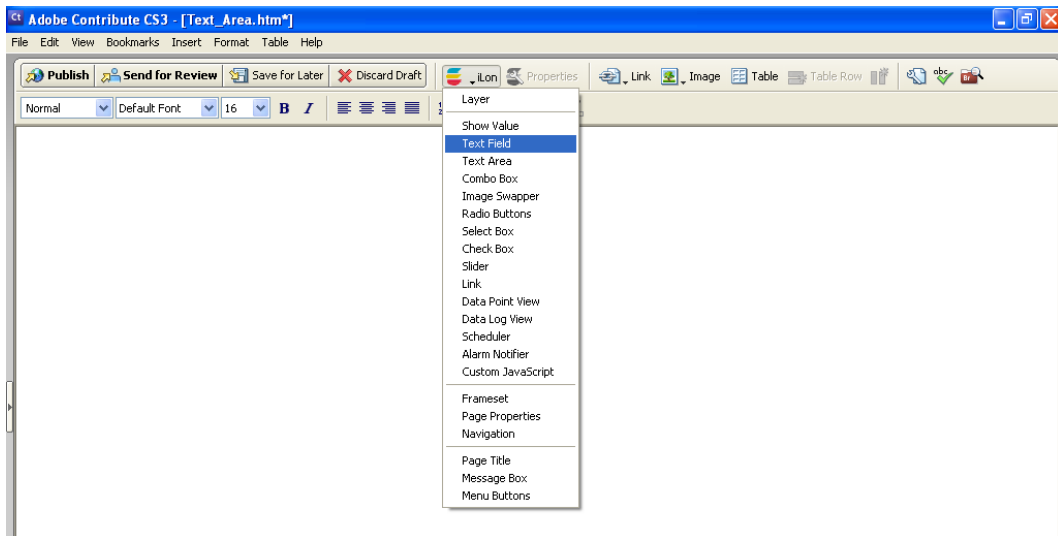 Ct Adobe Contribute CS3 - [Text_Area.htm*]
File Edit View Bookmarks Insert Format Table Help
Publish Send for Review Save for Later Discard Draft iLon Properties Link Image Table Table Row abc Br
Normal Default Font 16 B I
Layer
Show Value
Text Field
Text Area
Combo Box
Image Swapper
Radio Buttons
Select Box
Check Box
Slider
Link
Data Point View
Data Log View
Scheduler
Alarm Notifier
Custom JavaScript
Frameset
Page Properties
Navigation
Page Title
Message Box
Menu Buttons